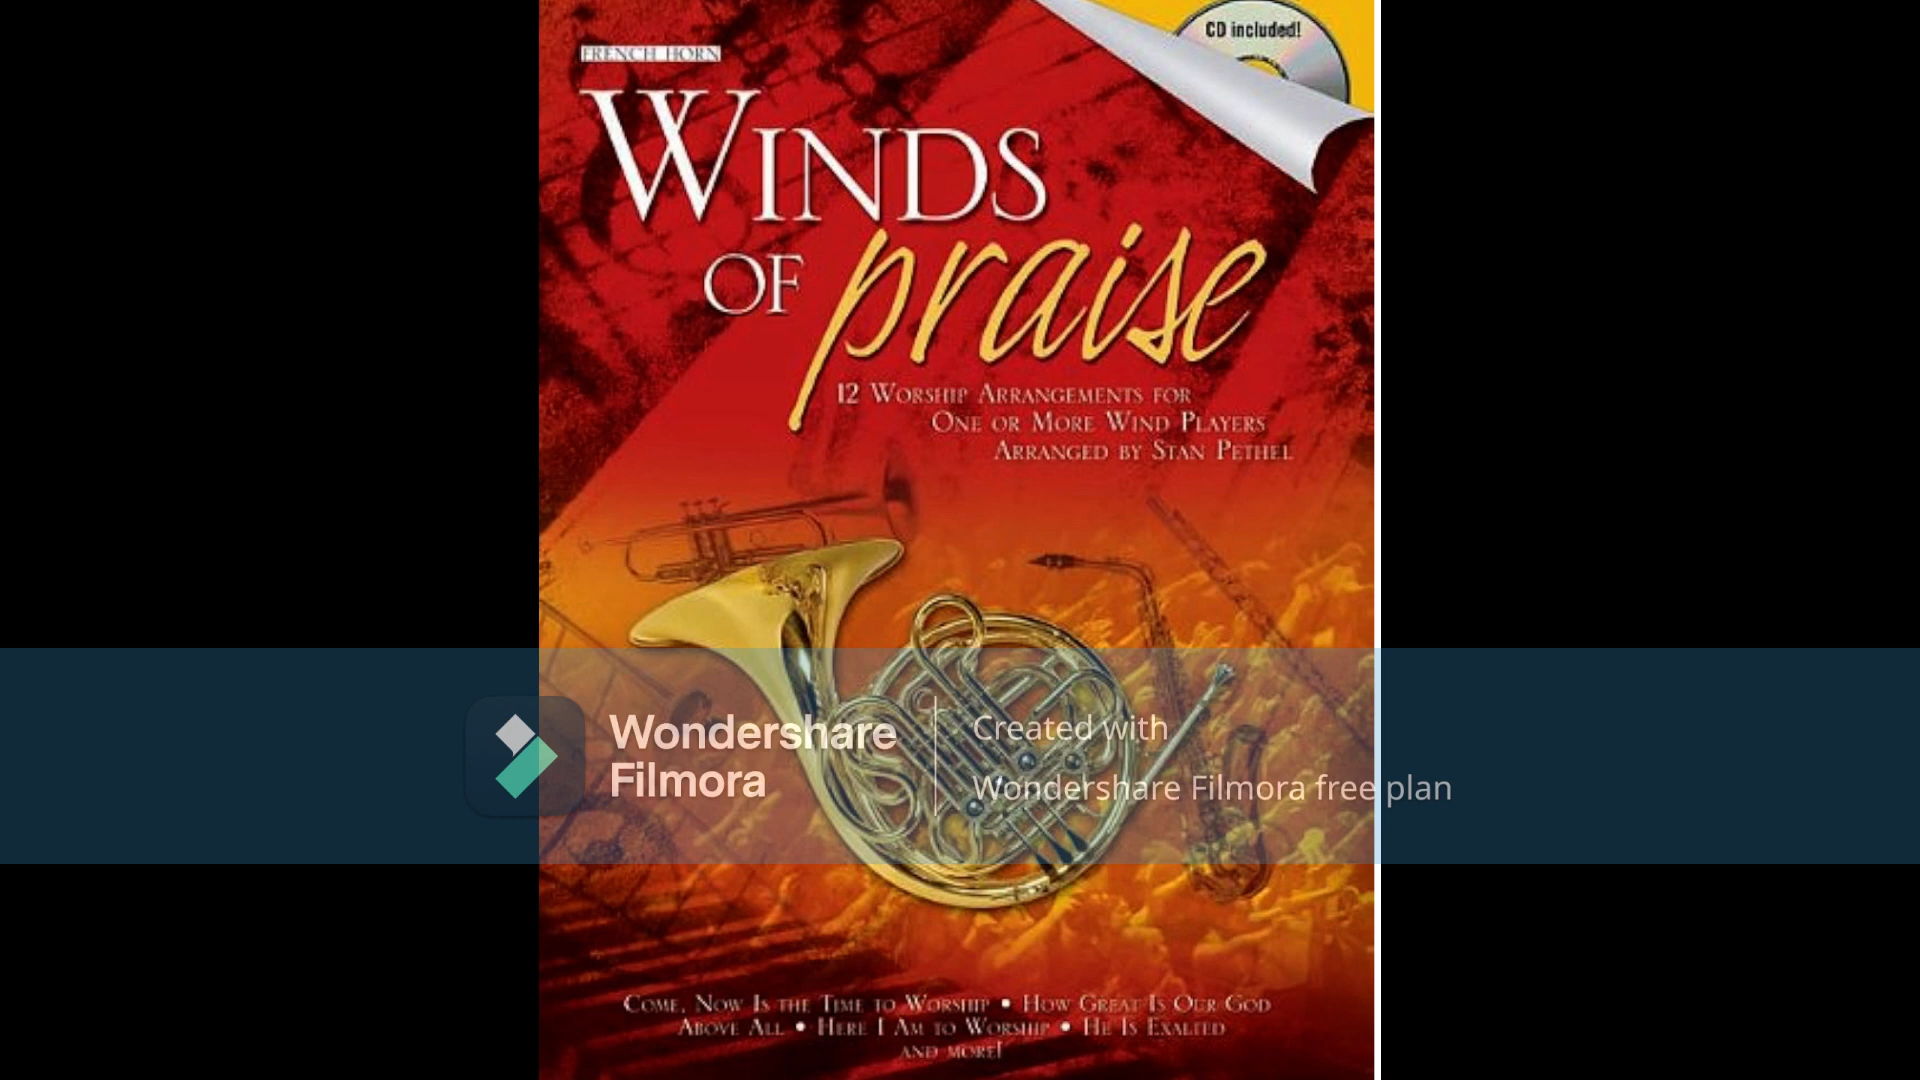 CD included!
FRENCH HORN
WINDS
OF praise
12 WORSHIP ARRANGEMENTS FOR
ONE OR MORE WIND PLAYERS
ARRANGED BY STAN PETHEL
Wondershare
Filmora
Created with
Wondershare Filmora free plan
COME, NOW IS THE TIME TO WORSHIP • HOW GREAT IS OUR GOD
ABOVE ALL • HERE I AM TO WORSHIP • HE IS EXALTED
AND MORE!